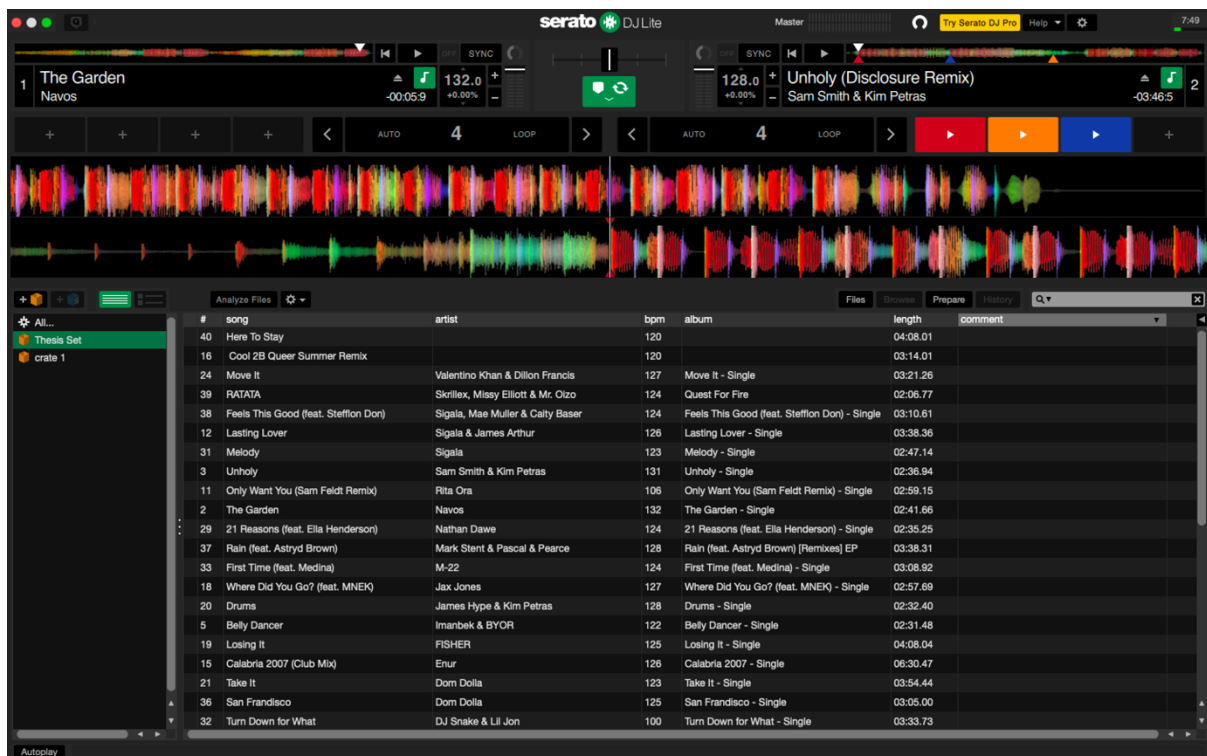 serato DJ Lite Master Try Serato DJ Pro Help 7:49
OFF SYNC OFF SYNC
1 The Garden 132.0 + 128.0 + Unholy (Disclosure Remix) 2
Navos -00:05:9 +0.00% - +0.00% - Sam Smith & Kim Petras -03:46:5
+ + + + < AUTO 4 LOOP > < AUTO 4 LOOP > +
+ + Analyze Files Files Browse Prepare History
# song artist bpm album length comment
All...
Thesis Set
crate 1
40 Here To Stay 120 04:08.01
16 Cool 2B Queer Summer Remix 120 03:14.01
24 Move It Valentino Khan & Dillon Francis 127 Move It - Single 03:21.26
39 RATATA Skrillex, Missy Elliott & Mr. Oizo 124 Quest For Fire 02:06.77
38 Feels This Good (feat. Stefflon Don) Sigala, Mae Muller & Caity Baser 124 Feels This Good (feat. Stefflon Don) - Single 03:10.61
12 Lasting Lover Sigala & James Arthur 126 Lasting Lover - Single 03:38.36
31 Melody Sigala 123 Melody - Single 02:47.14
3 Unholy Sam Smith & Kim Petras 131 Unholy - Single 02:36.94
11 Only Want You (Sam Feldt Remix) Rita Ora 106 Only Want You (Sam Feldt Remix) - Single 02:59.15
2 The Garden Navos 132 The Garden - Single 02:41.66
29 21 Reasons (feat. Ella Henderson) Nathan Dawe 124 21 Reasons (feat. Ella Henderson) - Single 02:35.25
37 Rain (feat. Astryd Brown) Mark Stent & Pascal & Pearce 128 Rain (feat. Astryd Brown) [Remixes] EP 03:38.31
33 First Time (feat. Medina) M-22 124 First Time (feat. Medina) - Single 03:08.92
18 Where Did You Go? (feat. MNEK) Jax Jones 127 Where Did You Go? (feat. MNEK) - Single 02:57.69
20 Drums James Hype & Kim Petras 128 Drums - Single 02:32.40
5 Belly Dancer Imanbek & BYOR 122 Belly Dancer - Single 02:31.48
19 Losing It FISHER 125 Losing It - Single 04:08.04
15 Calabria 2007 (Club Mix) Enur 126 Calabria 2007 - Single 06:30.47
21 Take It Dom Dolla 123 Take It - Single 03:54.44
36 San Frandisco Dom Dolla 125 San Frandisco - Single 03:05.00
32 Turn Down for What DJ Snake & Lil Jon 100 Turn Down for What - Single 03:33.73
Autoplay